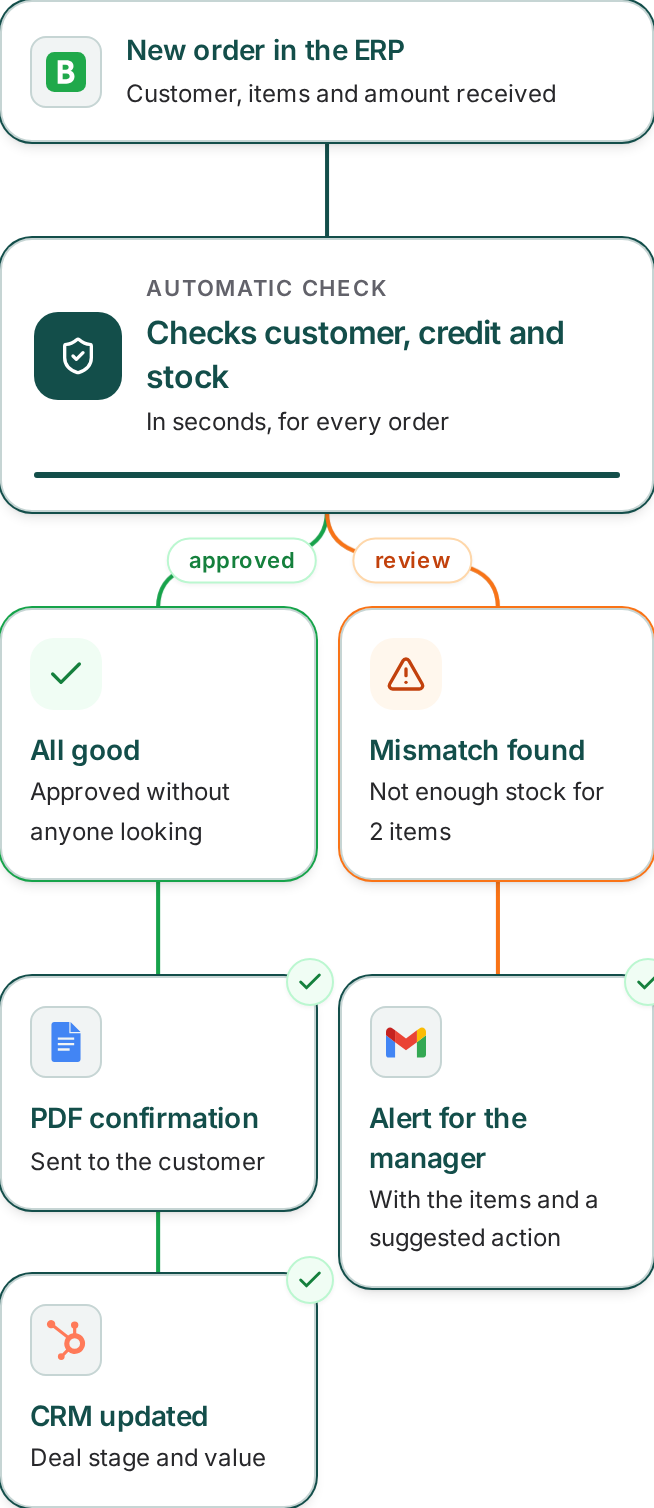 B
New order in the ERP
Customer, items and amount received
AUTOMATIC CHECK
Checks customer, credit and
stock
In seconds, for every order
approved
review
All good
Approved without
anyone looking
Mismatch found
Not enough stock for
2 items
PDF confirmation
Sent to the customer
Alert for the
manager
With the items and a
suggested action
CRM updated
Deal stage and value